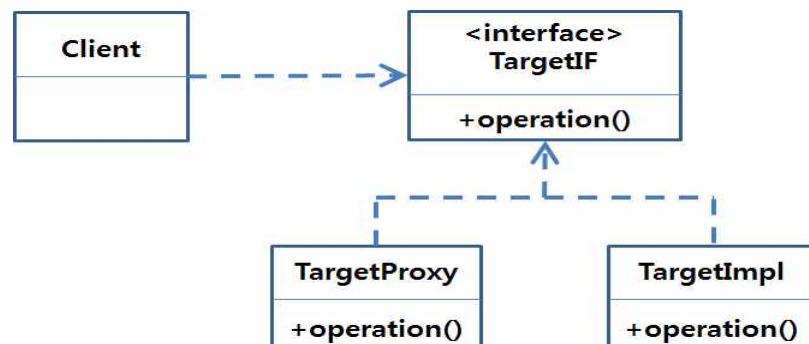 Client
<interface>
TargetIF
+operation()
TargetProxy
+operation()
TargetImpl
+operation()